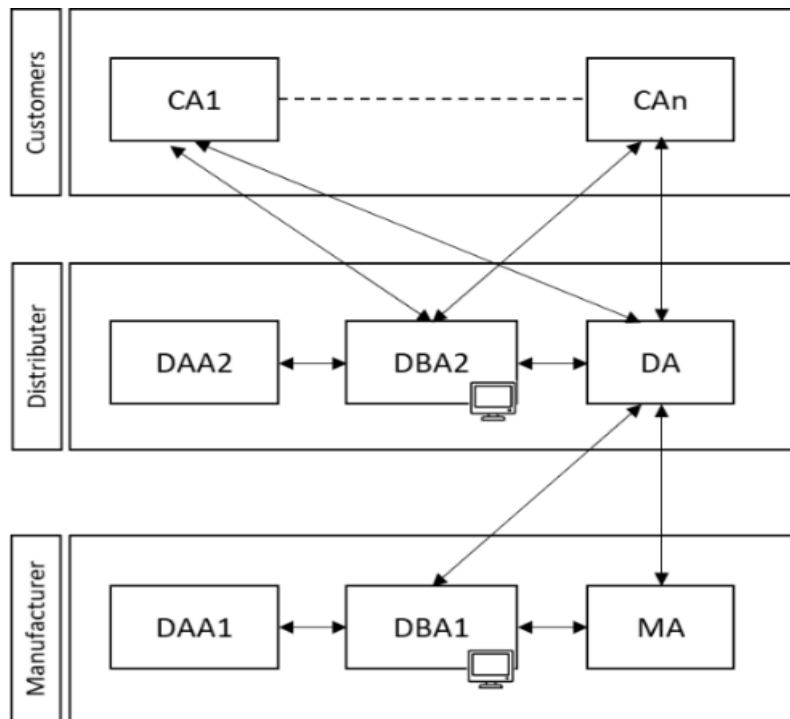 Customers
CA1
CAn
Distributer
DAA2
DBA2
DA
Manufacturer
DAA1
DBA1
MA